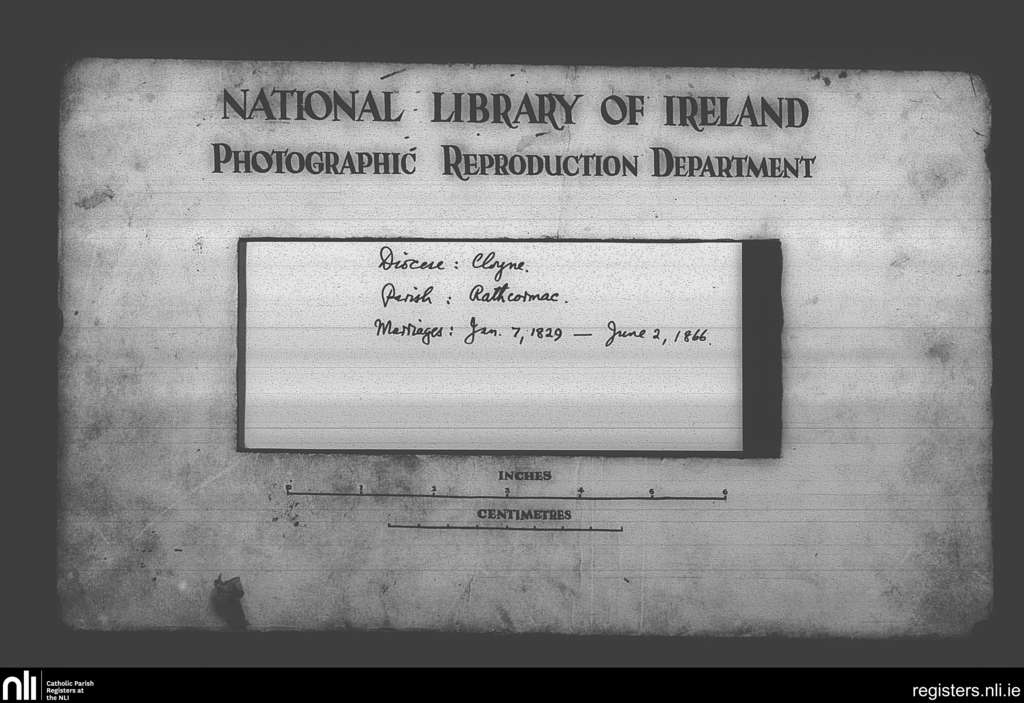 NATIONAL LIBRARY OF IRELAND
PHOTOGRAPHIC REPRODUCTION DEPARTMENT
Diocese : Cloyne.
Parish : Rathcormac.
Marriages : Jan. 7, 1829 — June 2, 1866.
INCHES
0 1 2 3 4 5 6
CENTIMETRES
nli
Catholic Parish
Registers at
the NLI
registers.nli.ie